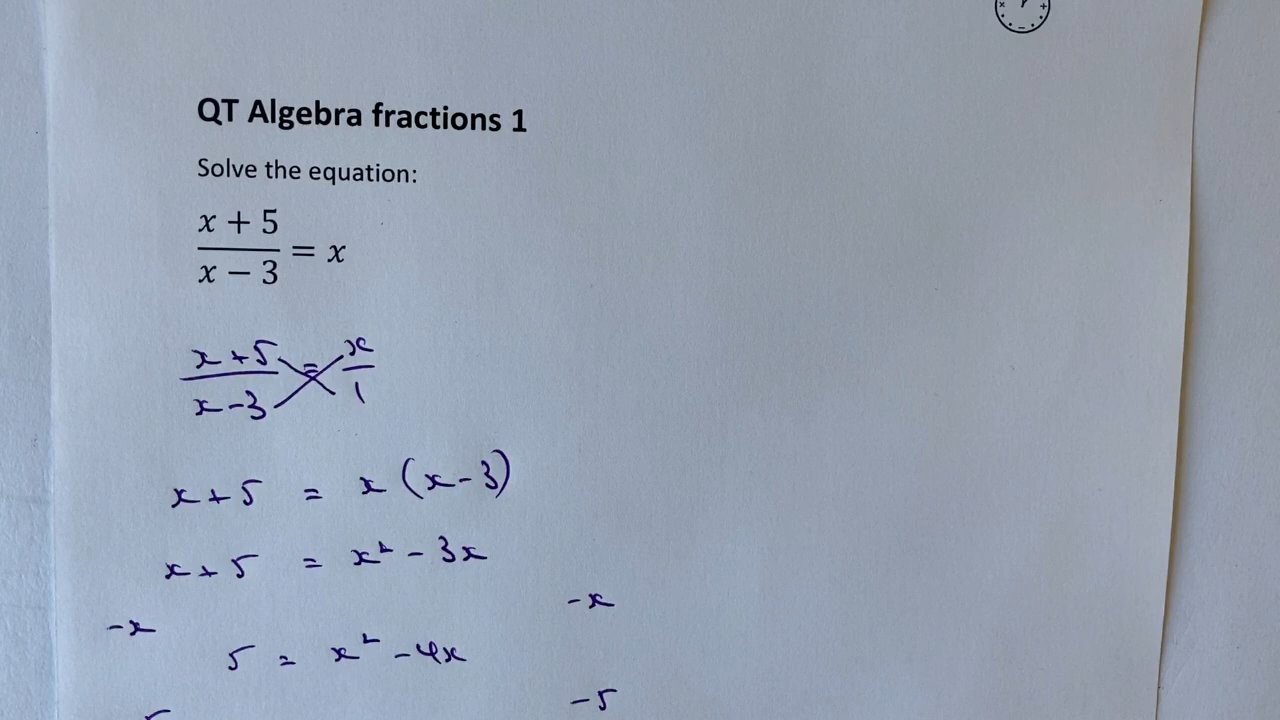 QT Algebra fractions 1
Solve the equation:
x + 5
x − 3
= x
x + 5 = x
x - 3 1
x + 5 = x (x - 3)
x + 5 = x² - 3x
-x
-x
5 = x² - 4x
-5